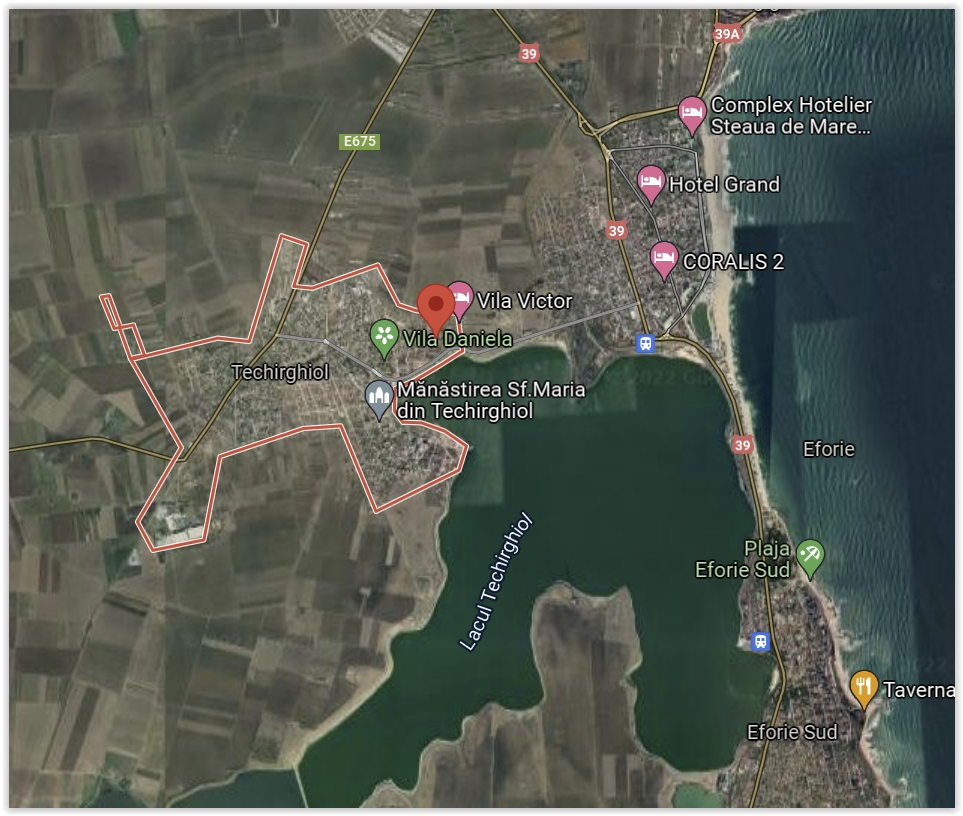 39A
39
Complex Hotelier
Steaua de Mare...
E675
Hotel Grand
39
CORALIS 2
Vila Victor
Vila Daniela
Techirghiol
Mănăstirea Sf.Maria
din Techirghiol
39
Eforie
Lacul Techirghiol
Plaja
Eforie Sud
Taverna
Eforie Sud